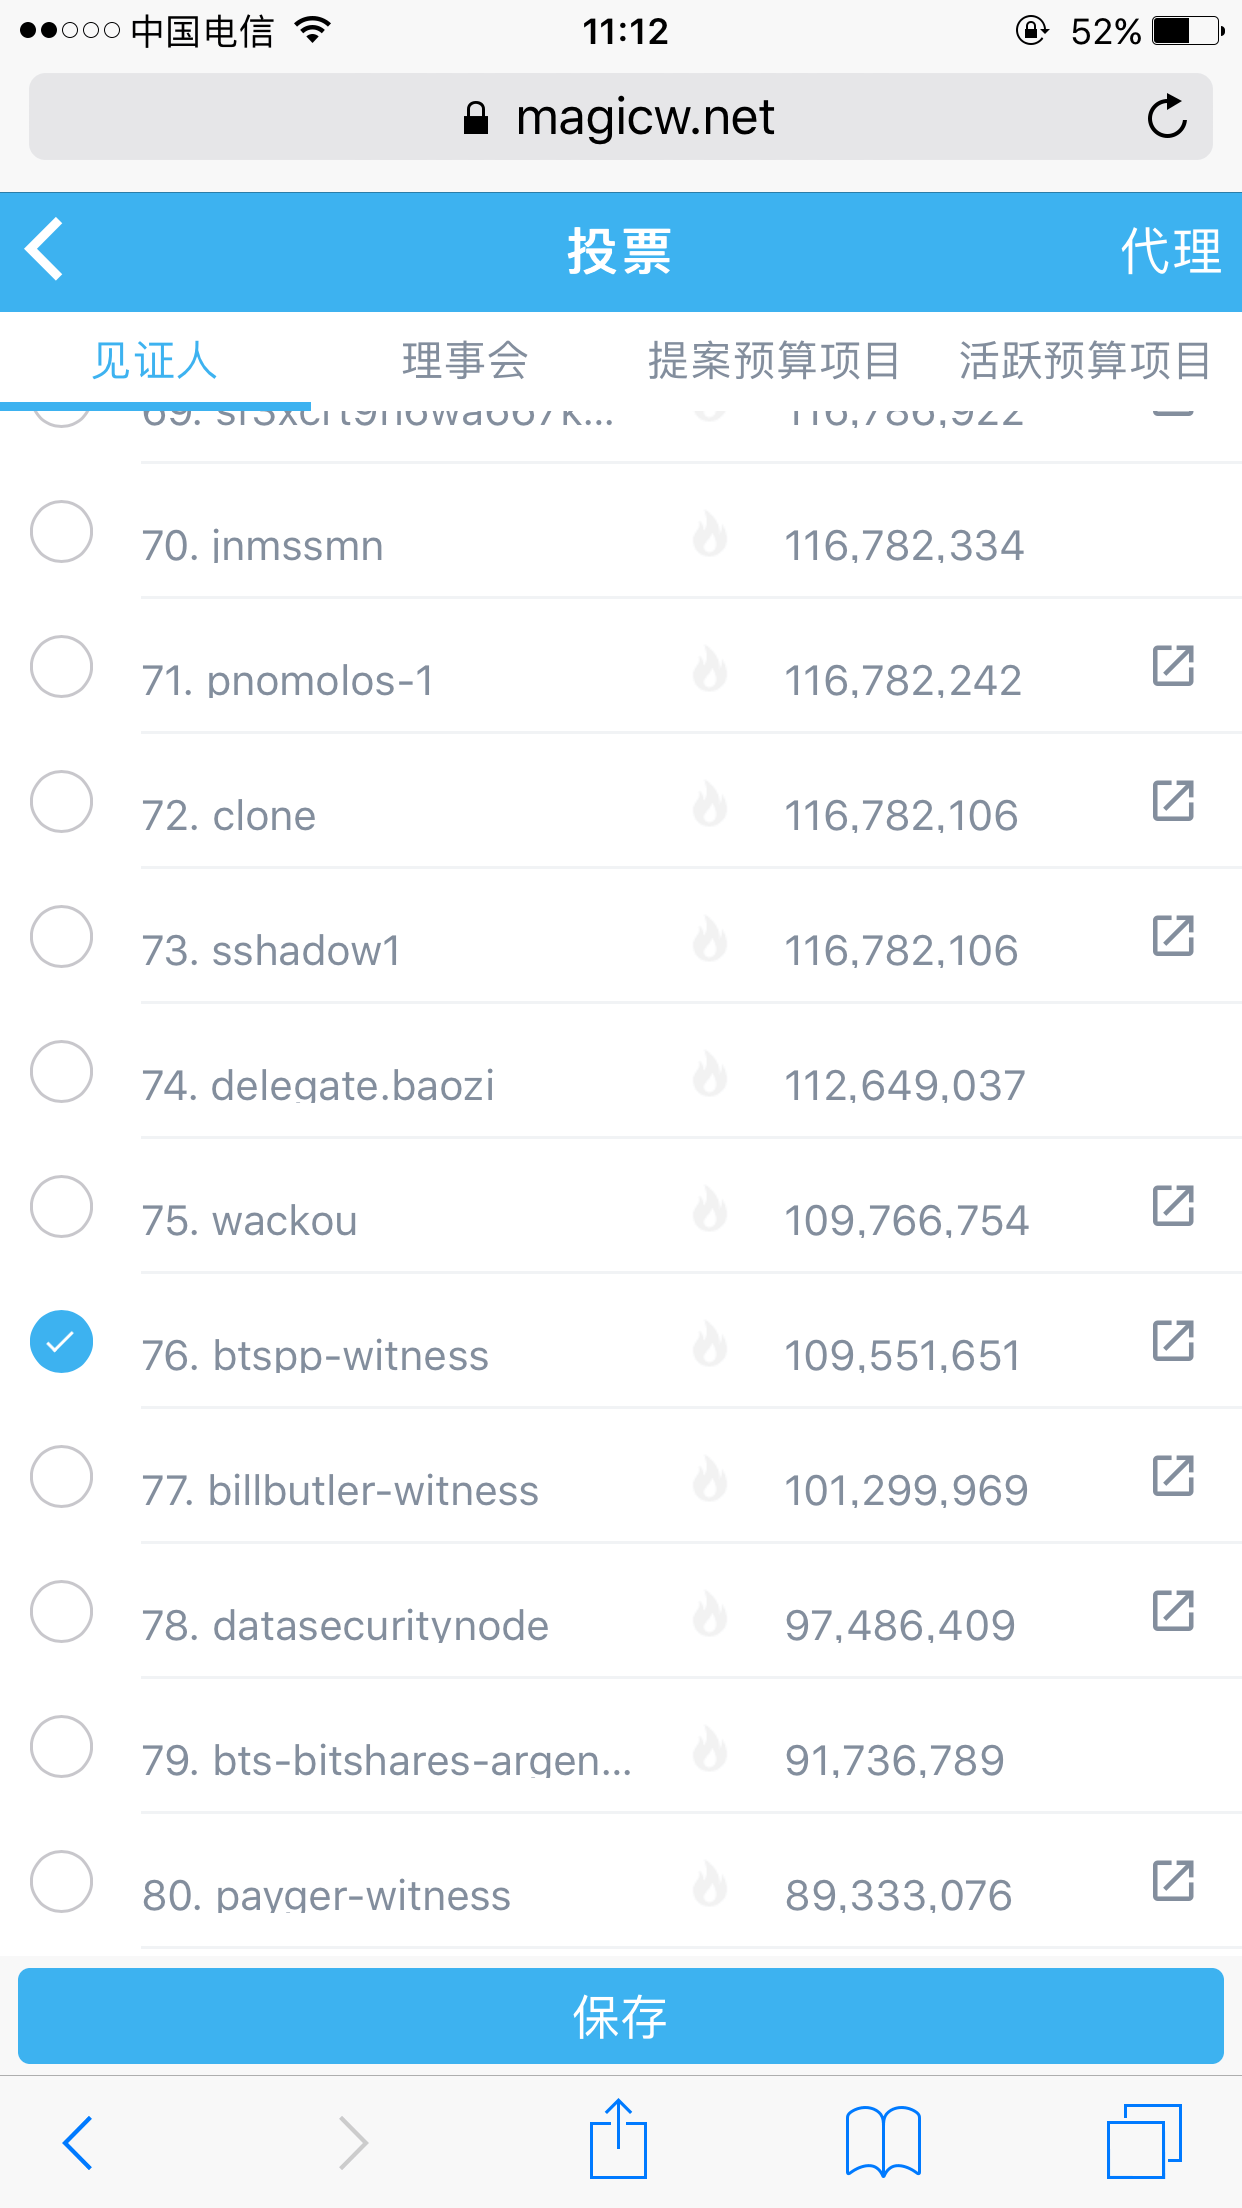 中国电信 11:12 52%
magicw.net
投票 代理
见证人 理事会 提案预算项目 活跃预算项目
116,786,922
70. jnmssmn 116,782,334
71. pnomolos-1 116,782,242
72. clone 116,782,106
73. sshadow1 116,782,106
74. delegate.baozi 112,649,037
75. wackou 109,766,754
76. btspp-witness 109,551,651
77. billbutler-witness 101,299,969
78. datasecuritynode 97,486,409
79. bts-bitshares-argen... 91,736,789
80. payger-witness 89,333,076
保存